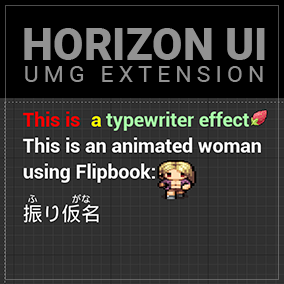 HORIZON UI
UMG EXTENSION
This is a typewriter effect
This is an animated woman
using Flipbook:
ふ がな
振り仮名